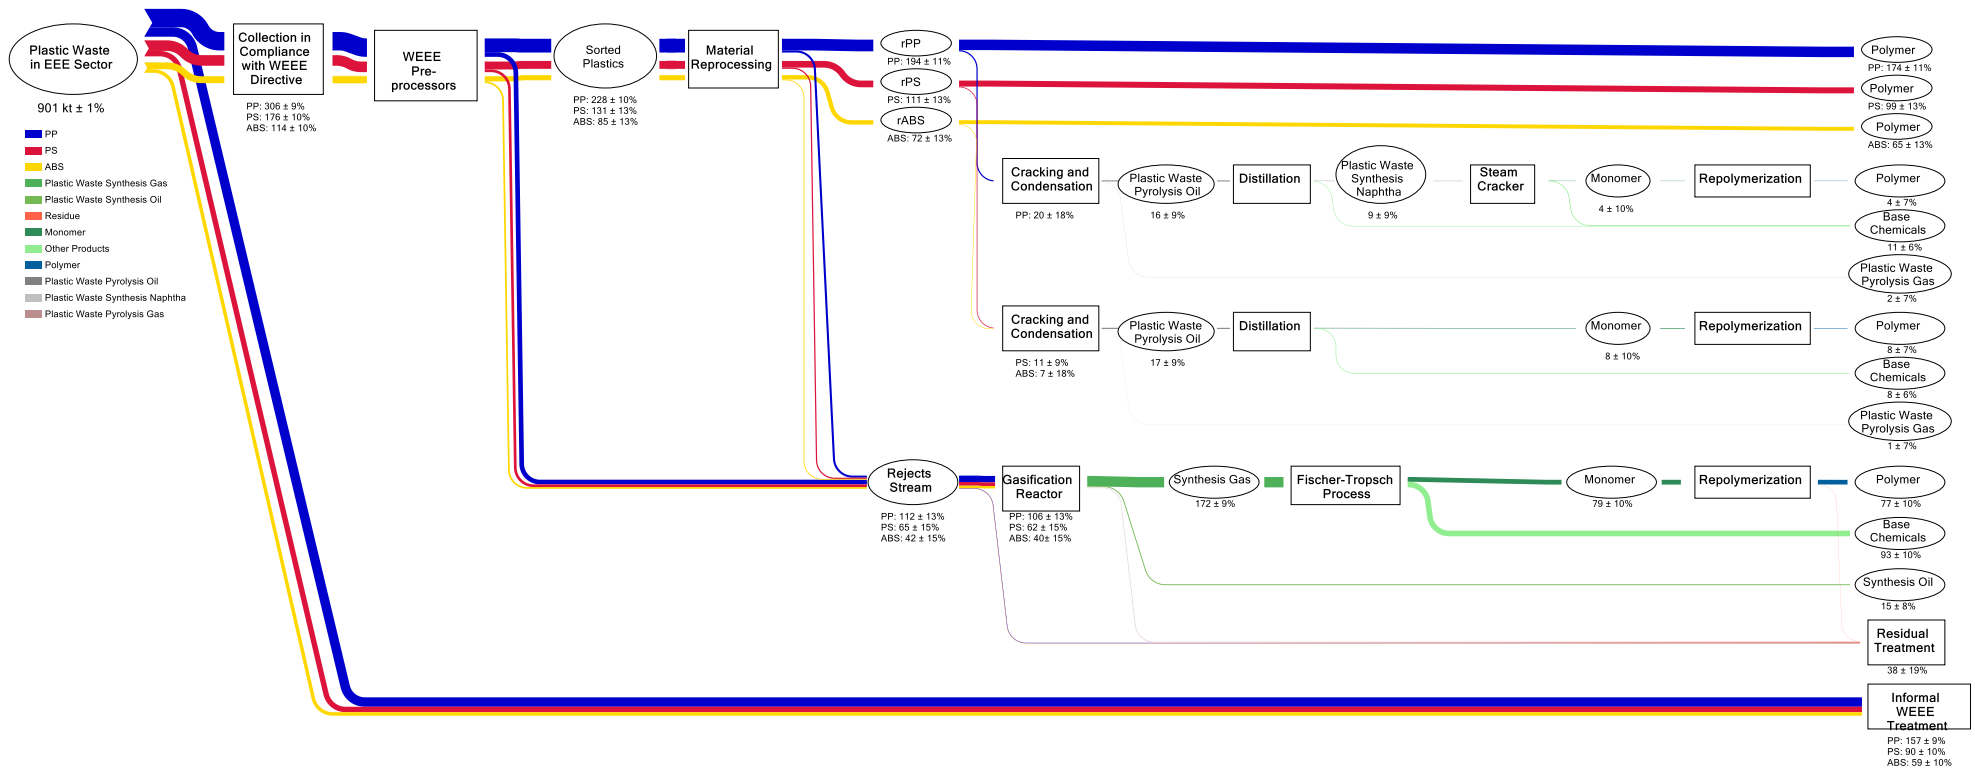 Plastic Waste
in EEE Sector
901 kt ± 1%
PP
PS
ABS
Plastic Waste Synthesis Gas
Plastic Waste Synthesis Oil
Residue
Monomer
Other Products
Polymer
Plastic Waste Pyrolysis Oil
Plastic Waste Synthesis Naphtha
Plastic Waste Pyrolysis Gas
Collection in
Compliance
with WEEE
Directive
PP: 306 ± 9%
PS: 176 ± 10%
ABS: 114 ± 10%
WEEE
Pre-
processors
Sorted
Plastics
PP: 228 ± 10%
PS: 131 ± 13%
ABS: 85 ± 13%
Material
Reprocessing
rPP
PP: 194 ± 11%
rPS
PS: 111 ± 13%
rABS
ABS: 72 ± 13%
Polymer
PP: 174 ± 11%
Polymer
PS: 99 ± 13%
Polymer
ABS: 65 ± 13%
Cracking and
Condensation
PP: 20 ± 18%
Plastic Waste
Pyrolysis Oil
16 ± 9%
Distillation
Plastic Waste
Synthesis
Naphtha
9 ± 9%
Steam
Cracker
Monomer
4 ± 10%
Repolymerization
Polymer
4 ± 7%
Base
Chemicals
11 ± 6%
Plastic Waste
Pyrolysis Gas
2 ± 7%
Cracking and
Condensation
PS: 11 ± 9%
ABS: 7 ± 18%
Plastic Waste
Pyrolysis Oil
17 ± 9%
Distillation
Monomer
8 ± 10%
Repolymerization
Polymer
8 ± 7%
Base
Chemicals
8 ± 6%
Plastic Waste
Pyrolysis Gas
1 ± 7%
Rejects
Stream
PP: 112 ± 13%
PS: 65 ± 15%
ABS: 42 ± 15%
Gasification
Reactor
PP: 106 ± 13%
PS: 62 ± 15%
ABS: 40± 15%
Synthesis Gas
172 ± 9%
Fischer-Tropsch
Process
Monomer
79 ± 10%
Repolymerization
Polymer
77 ± 10%
Base
Chemicals
93 ± 10%
Synthesis Oil
15 ± 8%
Residual
Treatment
38 ± 19%
Informal
WEEE
Treatment
PP: 157 ± 9%
PS: 90 ± 10%
ABS: 59 ± 10%